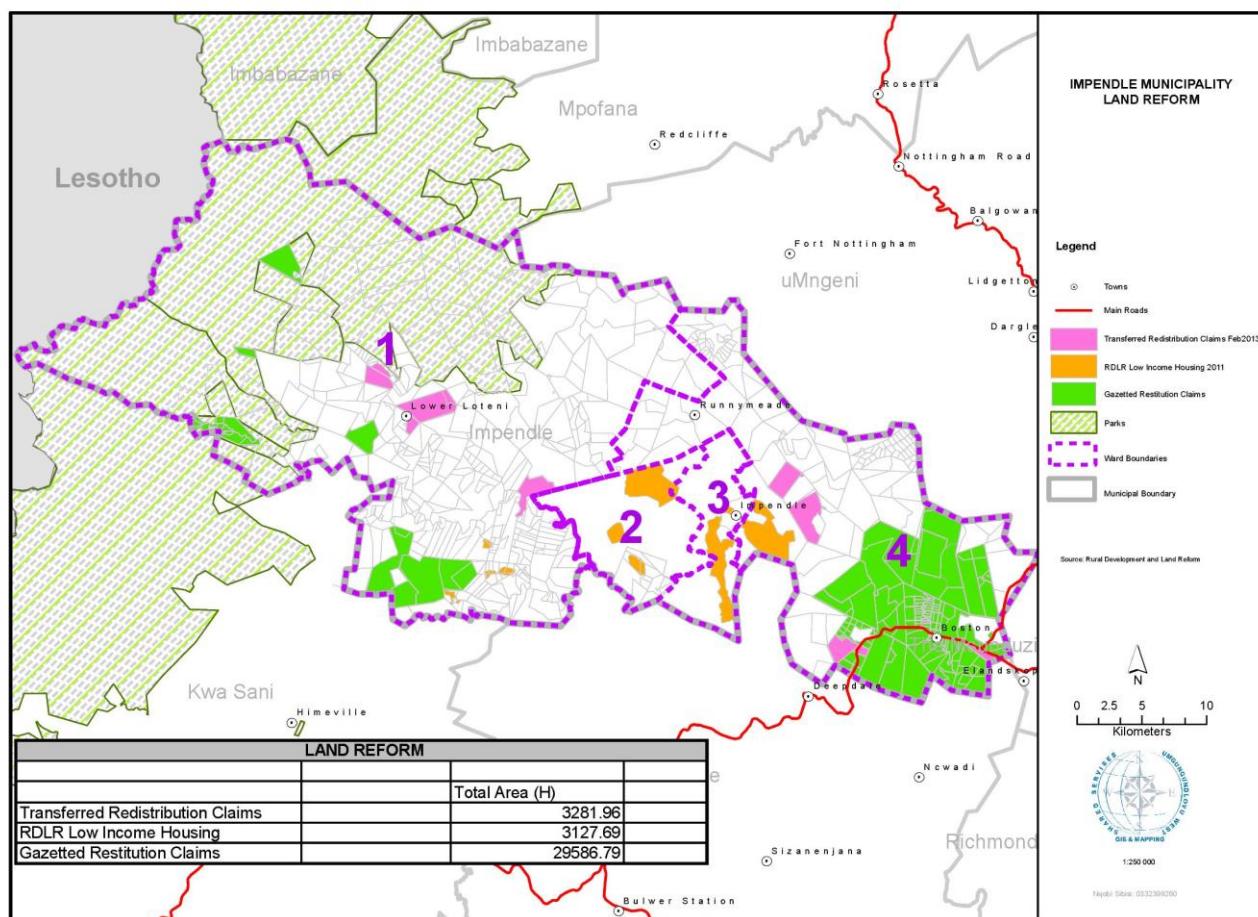 Imbabazane
Imbabazane
Mpofana
Rosetta
Redcliffe
Nottingham Road
Lesotho
Balgowan
Fort Nottingham
uMngeni
Lidgetton
Dargle
1
Lower Loteni
Runnymeade
Impendle
2
3
Impendle
4
Boston
Elandskop
Deepdale
Kwa Sani
Himeville
Ncwadi
Richmond
Sizanenjana
Bulwer Station
LAND REFORM
Total Area (H)
Transferred Redistribution Claims 3281.96
RDLR Low Income Housing 3127.69
Gazetted Restitution Claims 29586.79
IMPENDLE MUNICIPALITY
LAND REFORM
Legend
Towns
Main Roads
Transferred Redistribution Claims Feb2013
RDLR Low Income Housing 2011
Gazetted Restitution Claims
Parks
Ward Boundaries
Municipal Boundary
Source: Rural Development and Land Reform
N
0 2.5 5 10
Kilometers
SHARED SERVICES
UMGUNGUNDLOVU WEST
GIS & MAPPING
1:250 000